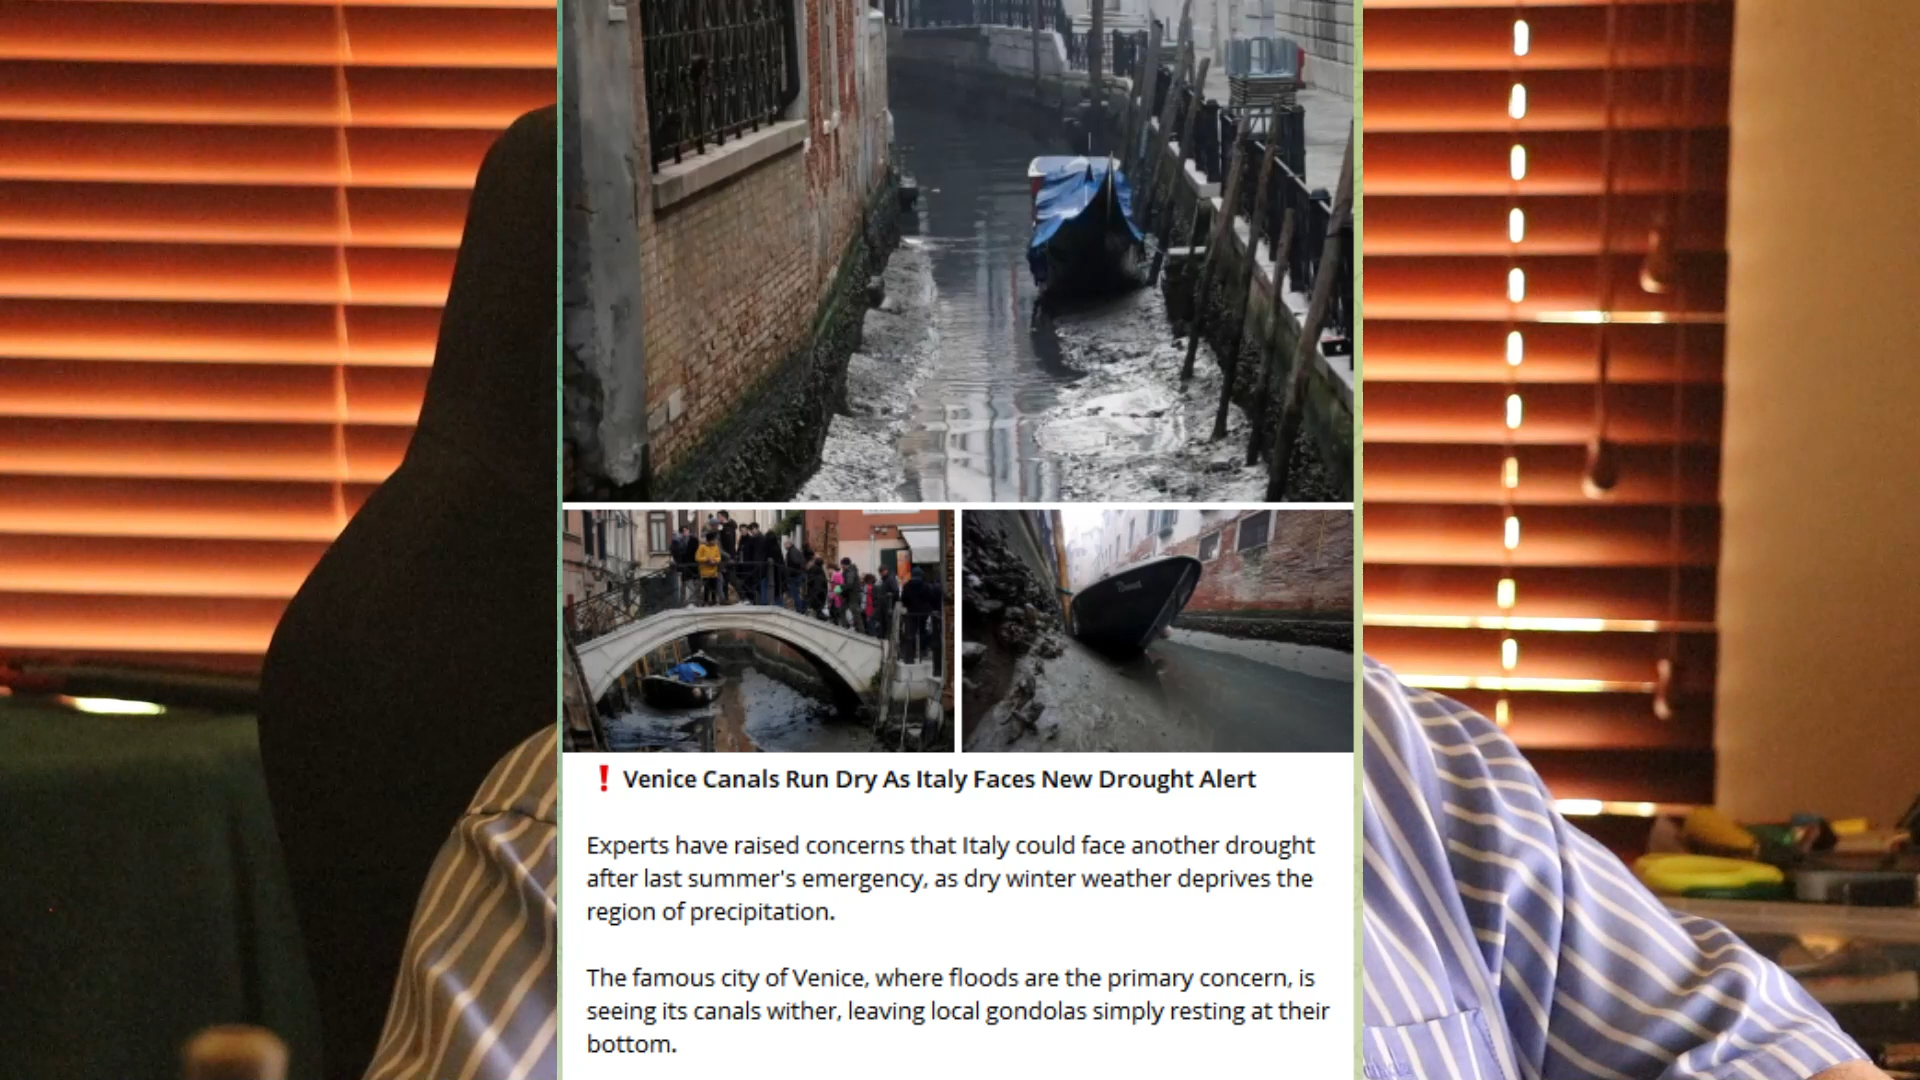 ❗ Venice Canals Run Dry As Italy Faces New Drought Alert
Experts have raised concerns that Italy could face another drought
after last summer's emergency, as dry winter weather deprives the
region of precipitation.
The famous city of Venice, where floods are the primary concern, is
seeing its canals wither, leaving local gondolas simply resting at their
bottom.